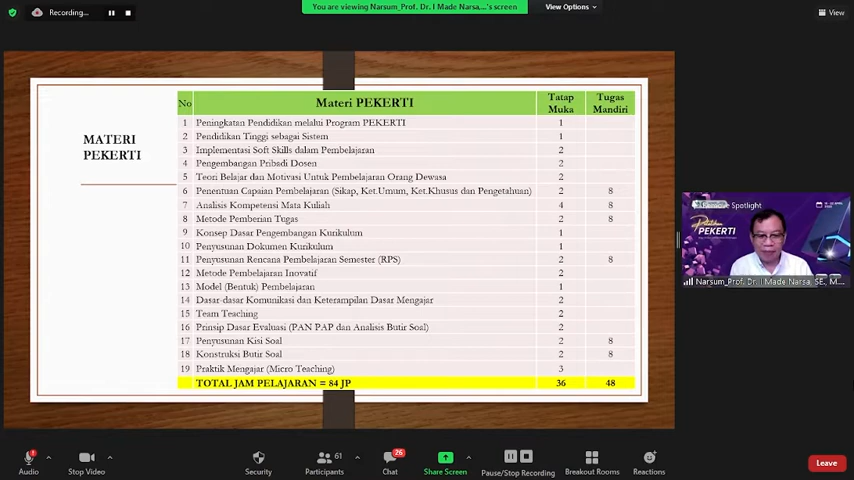 Recording...
You are viewing Narsum_Prof. Dr. I Made Narsa,...'s screen
View Options
View
MATERI
PEKERTI
No Materi PEKERTI Tatap Muka Tugas Mandiri
1 Peningkatan Pendidikan melalui Program PEKERTI 1
2 Pendidikan Tinggi sebagai Sistem 1
3 Implementasi Soft Skills dalam Pembelajaran 2
4 Pengembangan Pribadi Dosen 2
5 Teori Belajar dan Motivasi Untuk Pembelajaran Orang Dewasa 2
6 Penentuan Capaian Pembelajaran (Sikap, Ket.Umum, Ket.Khusus dan Pengetahuan) 2 8
7 Analisis Kompetensi Mata Kuliah 4 8
8 Metode Pemberian Tugas 2 8
9 Konsep Dasar Pengembangan Kurikulum 1
10 Penyusunan Dokumen Kurikulum 1
11 Penyusunan Rencana Pembelajaran Semester (RPS) 2 8
12 Metode Pembelajaran Inovatif 2
13 Model (Bentuk) Pembelajaran 1
14 Dasar-dasar Komunikasi dan Keterampilan Dasar Mengajar 2
15 Team Teaching 2
16 Prinsip Dasar Evaluasi (PAN PAP dan Analisis Butir Soal) 2
17 Penyusunan Kisi Soal 2 8
18 Konstruksi Butir Soal 2 8
19 Praktik Mengajar (Micro Teaching) 3
TOTAL JAM PELAJARAN = 84 JP 36 48
Spotlight
Pelatihan
PEKERTI
Narsum_Prof. Dr. I Made Narsa, SE., M....
Audio
Stop Video
Security
61
Participants
26
Chat
Share Screen
Pause/Stop Recording
Breakout Rooms
Reactions
Leave